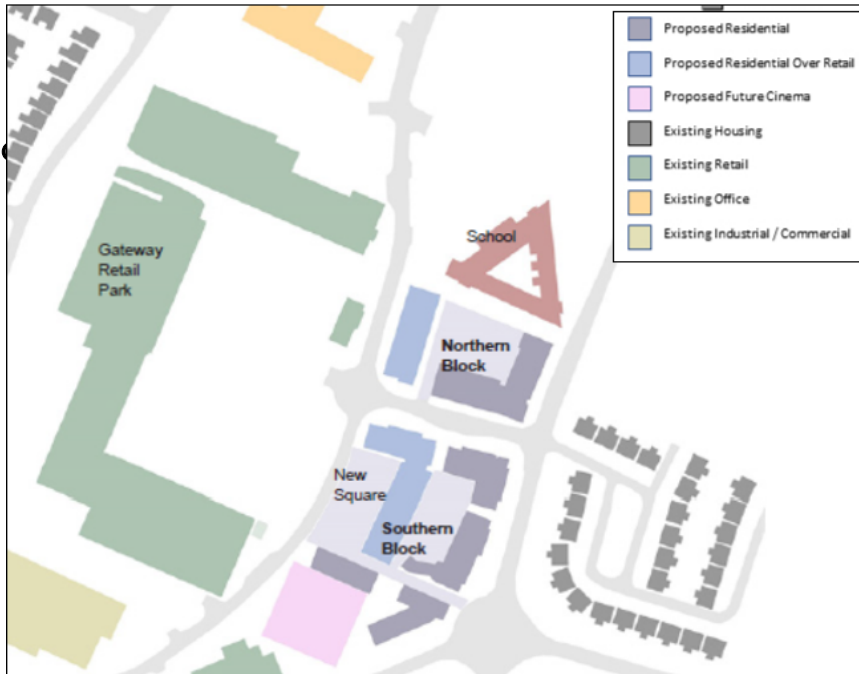 Proposed Residential
Proposed Residential Over Retail
Proposed Future Cinema
Existing Housing
Existing Retail
Existing Office
Existing Industrial / Commercial
School
Gateway
Retail
Park
Northern
Block
New
Square
Southern
Block